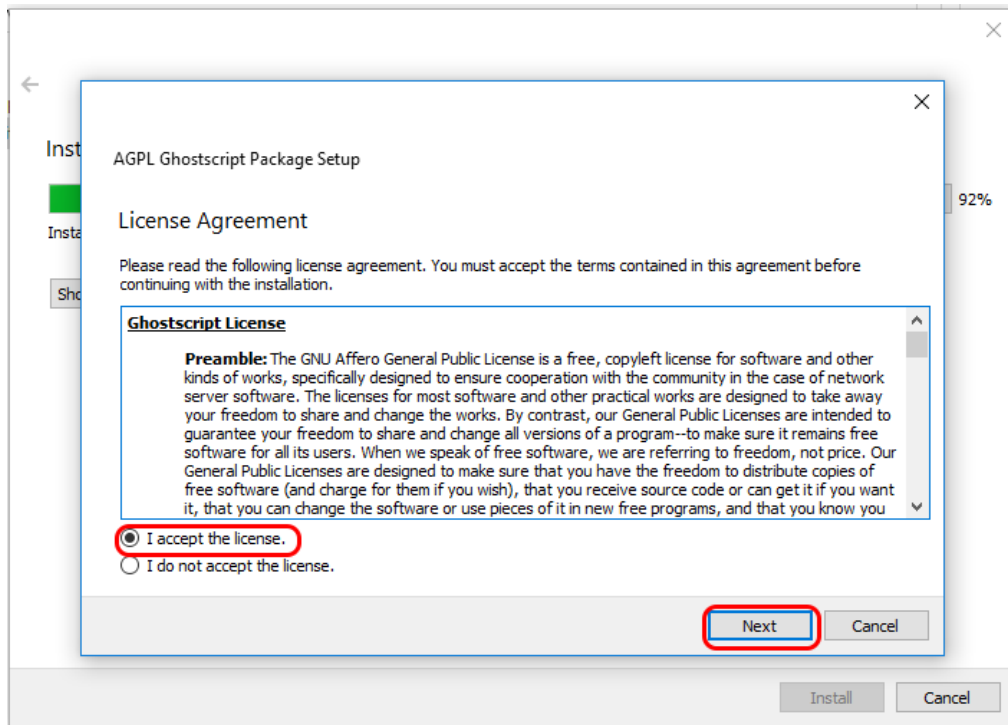 Inst
AGPL Ghostscript Package Setup
92%
License Agreement
Insta
Please read the following license agreement. You must accept the terms contained in this agreement before
continuing with the installation.
Sho
Ghostscript License
Preamble: The GNU Affero General Public License is a free, copyleft license for software and other
kinds of works, specifically designed to ensure cooperation with the community in the case of network
server software. The licenses for most software and other practical works are designed to take away
your freedom to share and change the works. By contrast, our General Public Licenses are intended to
guarantee your freedom to share and change all versions of a program--to make sure it remains free
software for all its users. When we speak of free software, we are referring to freedom, not price. Our
General Public Licenses are designed to make sure that you have the freedom to distribute copies of
free software (and charge for them if you wish), that you receive source code or can get it if you want
it, that you can change the software or use pieces of it in new free programs, and that you know you
I accept the license.
I do not accept the license.
Next
Cancel
Install
Cancel